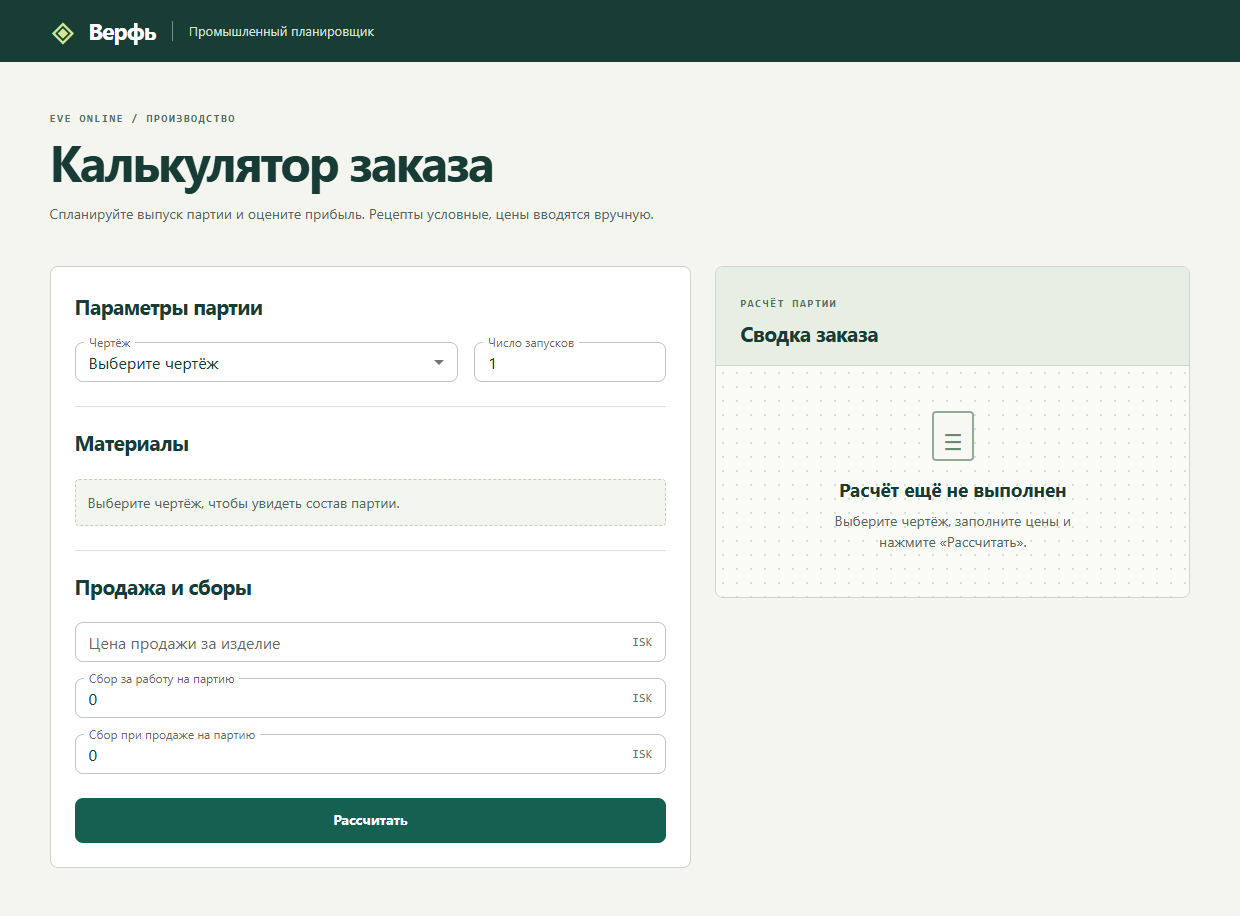 Верфь
Промышленный планировщик
EVE ONLINE / ПРОИЗВОДСТВО
Калькулятор заказа
Спланируйте выпуск партии и оцените прибыль. Рецепты условные, цены вводятся вручную.
Параметры партии
Чертёж
Выберите чертёж
Число запусков
1
Материалы
Выберите чертёж, чтобы увидеть состав партии.
Продажа и сборы
Цена продажи за изделие
ISK
Сбор за работу на партию
0
ISK
Сбор при продаже на партию
0
ISK
Рассчитать
РАСЧЁТ ПАРТИИ
Сводка заказа
Расчёт ещё не выполнен
Выберите чертёж, заполните цены и
нажмите «Рассчитать».